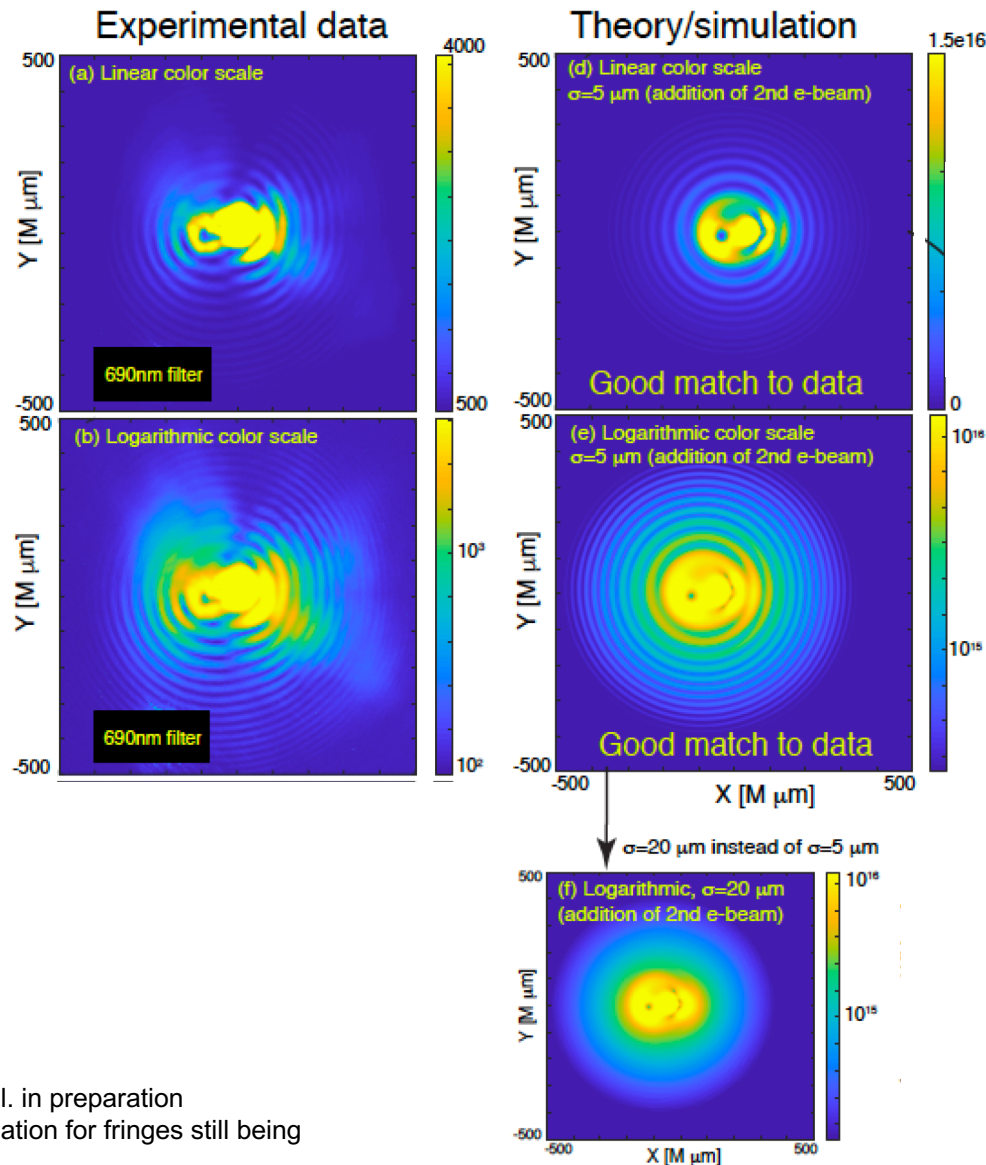 Experimental data
Theory/simulation
4000
500
(a) Linear color scale
Y [M μm]
690nm filter
-500
500
1.5e16
500
(d) Linear color scale
σ=5 μm (addition of 2nd e-beam)
Y [M μm]
Good match to data
-500
0
500
(b) Logarithmic color scale
10³
Y [M μm]
690nm filter
-500
10²
500
(e) Logarithmic color scale
σ=5 μm (addition of 2nd e-beam)
10¹⁶
Y [M μm]
10¹⁵
Good match to data
-500
-500
500
X [M μm]
σ=20 μm instead of σ=5 μm
500
(f) Logarithmic, σ=20 μm
(addition of 2nd e-beam)
10¹⁶
Y [M μm]
10¹⁵
-500
-500
500
X [M μm]
l. in preparation
ation for fringes still being